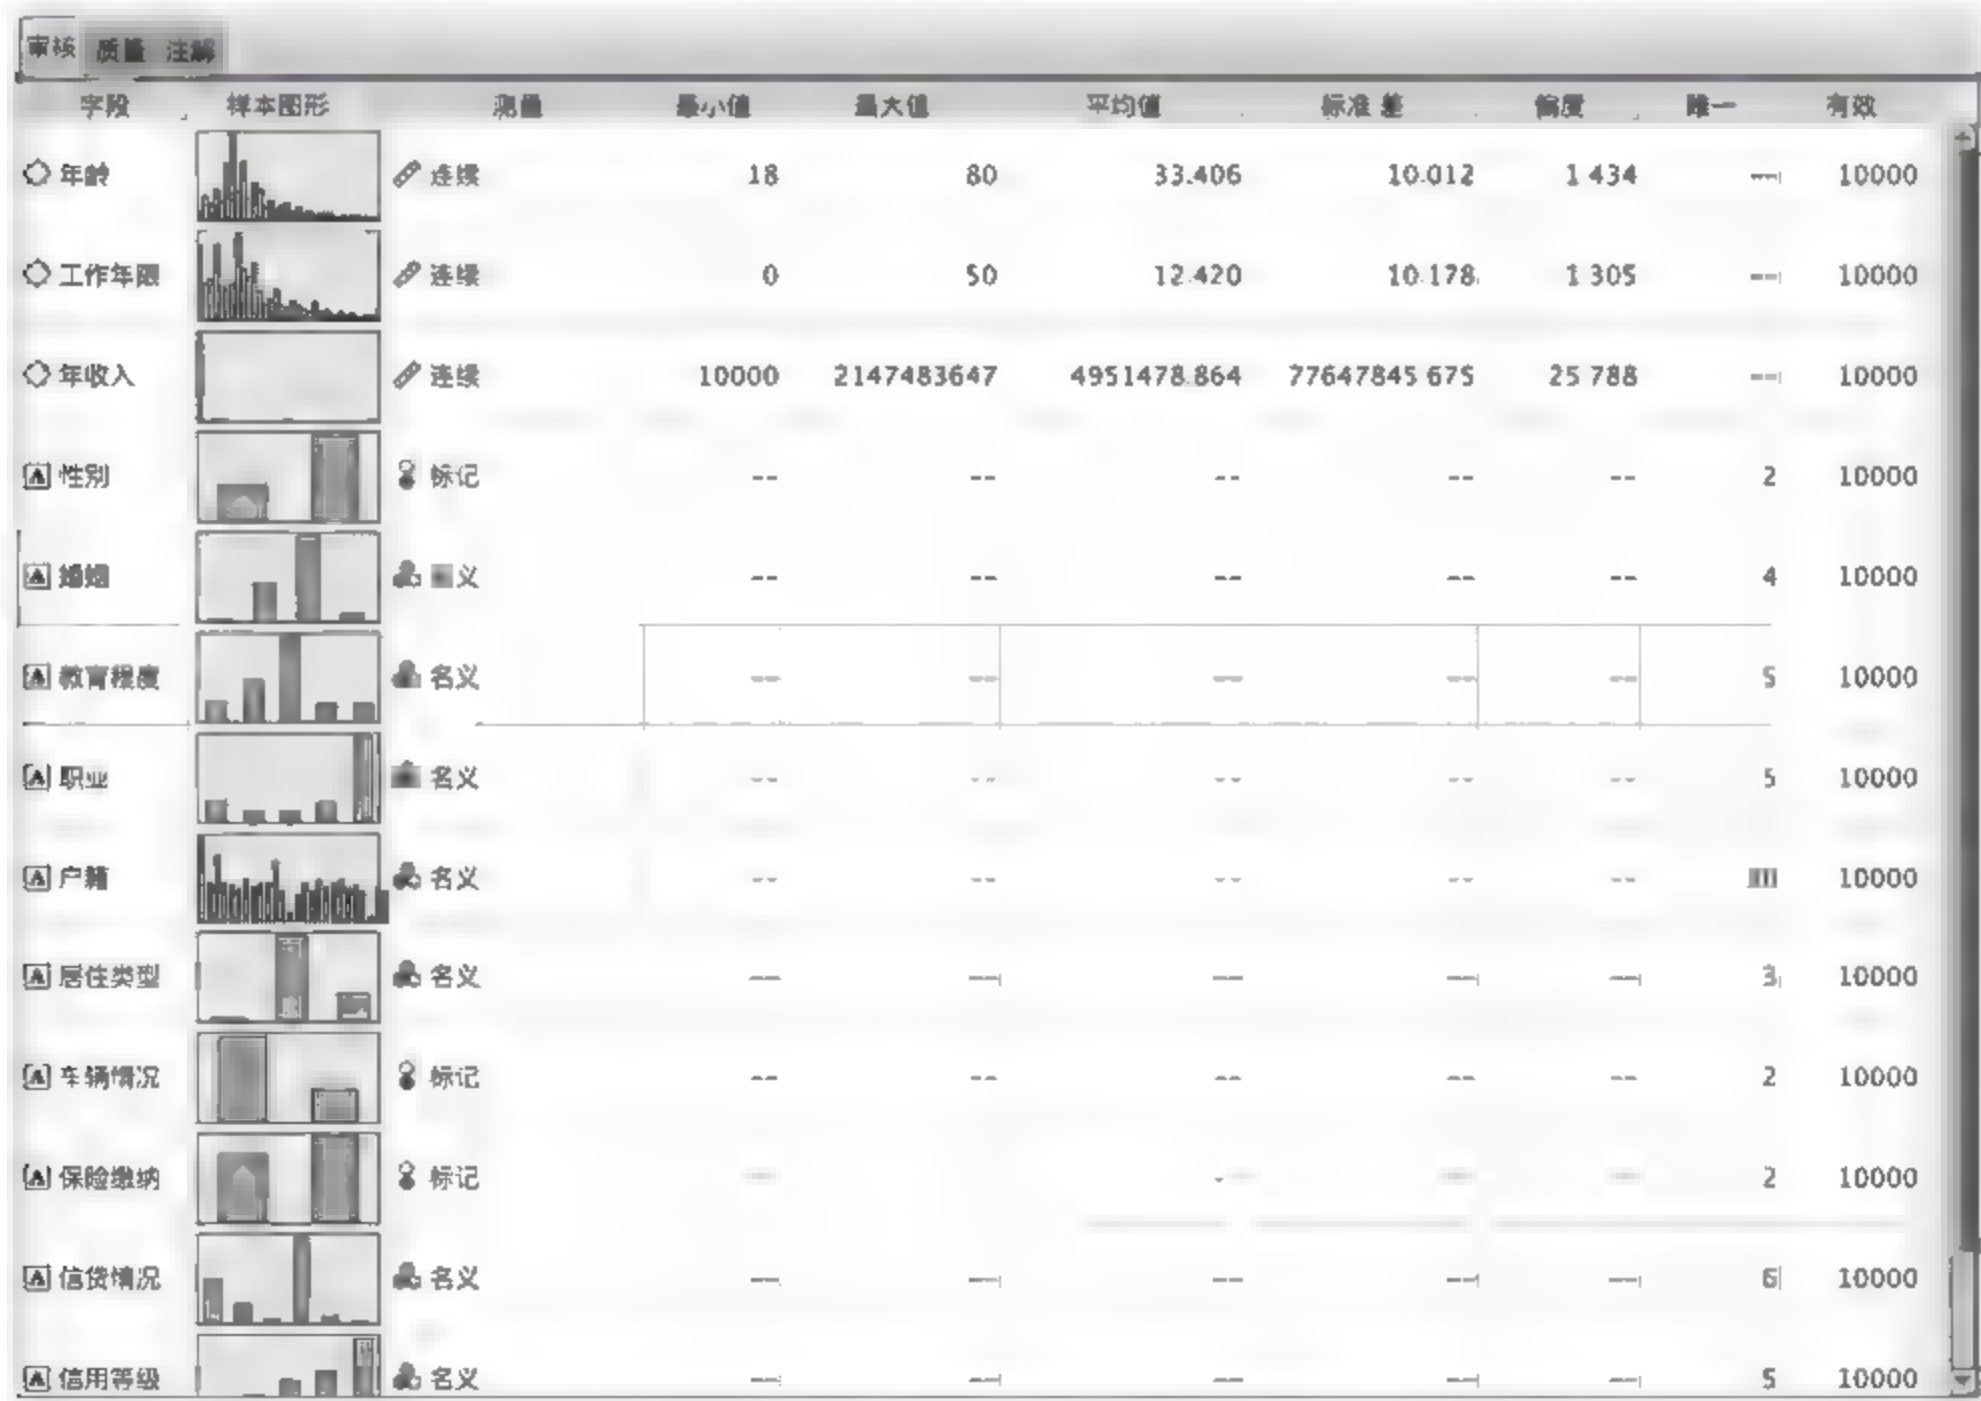 审核 质量 注解
字段 样本图形 测量 最小值 最大值 平均值 标准 差 偏度 唯一 有效
年龄 连续 18 80 33.406 10.012 1.434 -- 10000
工作年限 连续 0 50 12.420 10.178 1.305 -- 10000
年收入 连续 10000 2147483647 4951478.864 77647845.675 25.788 -- 10000
性别 标记 -- -- -- -- -- 2 10000
婚姻 义 -- -- -- -- -- 4 10000
教育程度 名义 -- -- -- -- -- 5 10000
职业 名义 -- -- -- -- -- 5 10000
户籍 名义 -- -- -- -- -- 10000
居住类型 名义 -- -- -- -- -- 3 10000
车辆情况 标记 -- -- -- -- -- 2 10000
保险缴纳 标记 -- -- -- -- 2 10000
信贷情况 名义 -- -- -- -- -- 6 10000
信用等级 名义 -- -- -- -- -- 5 10000